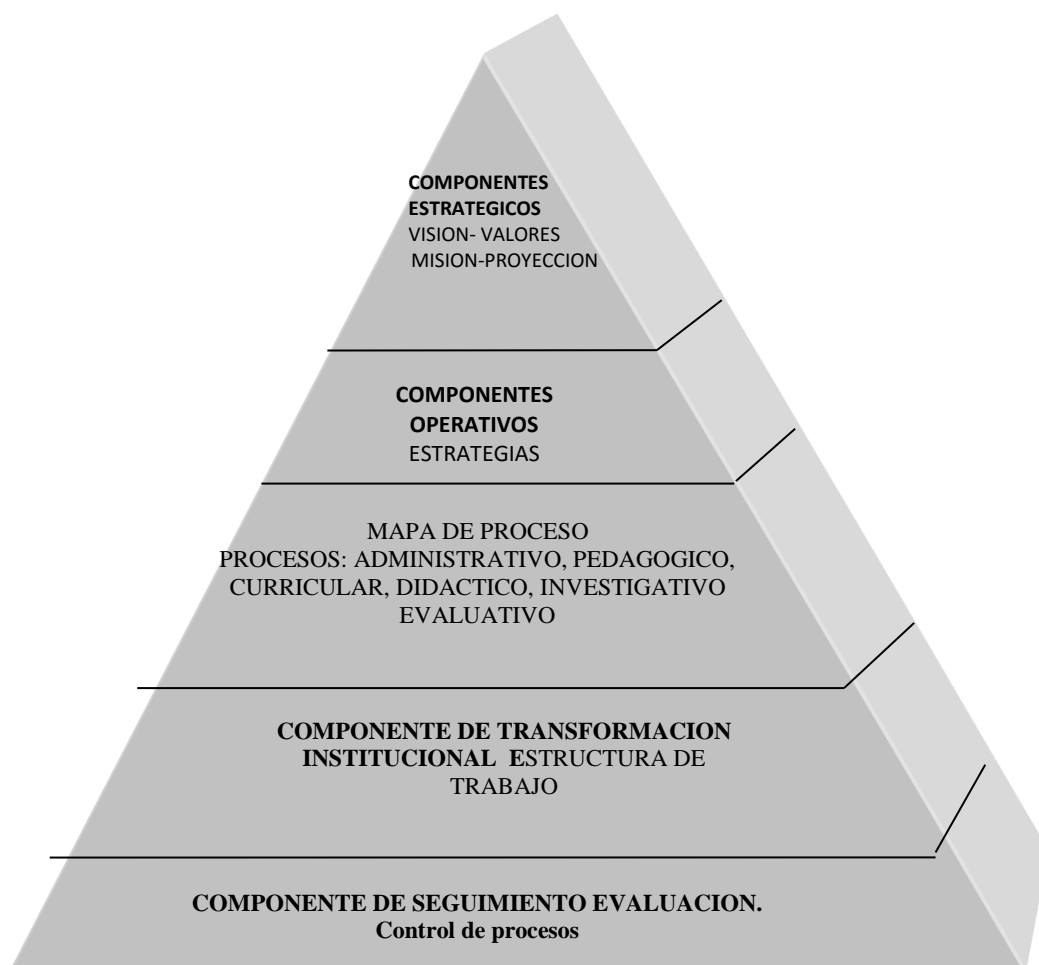 COMPONENTES
ESTRATEGICOS
VISION- VALORES
MISION-PROYECCION
COMPONENTES
OPERATIVOS
ESTRATEGIAS
MAPA DE PROCESO
PROCESOS: ADMINISTRATIVO, PEDAGOGICO,
CURRICULAR, DIDACTICO, INVESTIGATIVO
EVALUATIVO
COMPONENTE DE TRANSFORMACION
INSTITUCIONAL ESTRUCTURA DE
TRABAJO
COMPONENTE DE SEGUIMIENTO EVALUACION.
Control de procesos